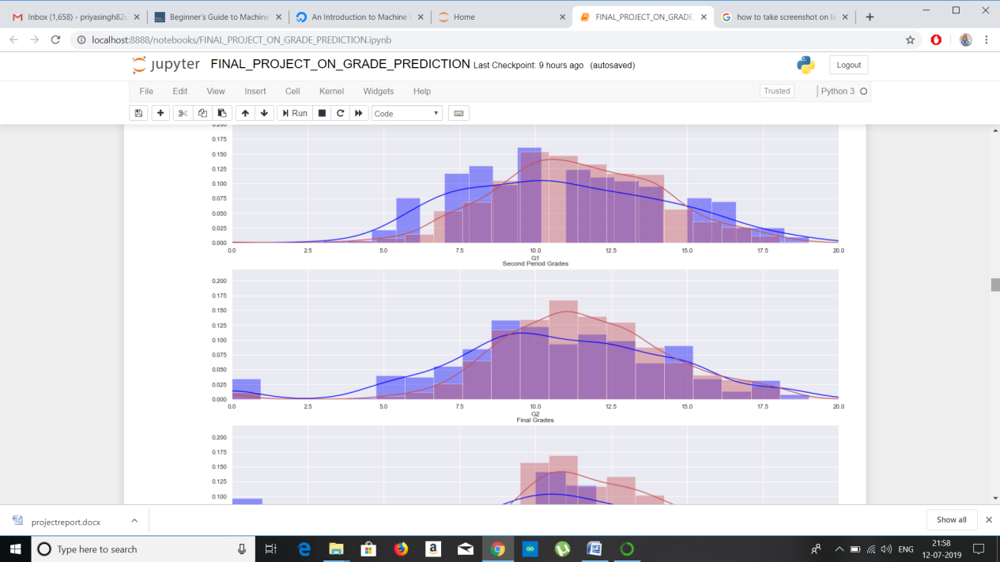 Inbox (1,658) - priyasingh82
Beginner's Guide to Machine
An Introduction to Machine L
Home
FINAL_PROJECT_ON_GRADE_
how to take screenshot on la
localhost:8888/notebooks/FINAL_PROJECT_ON_GRADE_PREDICTION.ipynb
jupyter FINAL_PROJECT_ON_GRADE_PREDICTION Last Checkpoint: 9 hours ago (autosaved)
Logout
File Edit View Insert Cell Kernel Widgets Help
Trusted
Python 3
Run
Code
0.200
0.175
0.150
0.125
0.100
0.075
0.050
0.025
0.000
0.0 2.5 5.0 7.5 10.0 12.5 15.0 17.5 20.0
G1
Second Period Grades
0.200
0.175
0.150
0.125
0.100
0.075
0.050
0.025
0.000
0.0 2.5 5.0 7.5 10.0 12.5 15.0 17.5 20.0
G2
Final Grades
0.200
0.175
0.150
0.125
0.100
projectreport.docx
Show all
Type here to search
ENG
21:58
12-07-2019